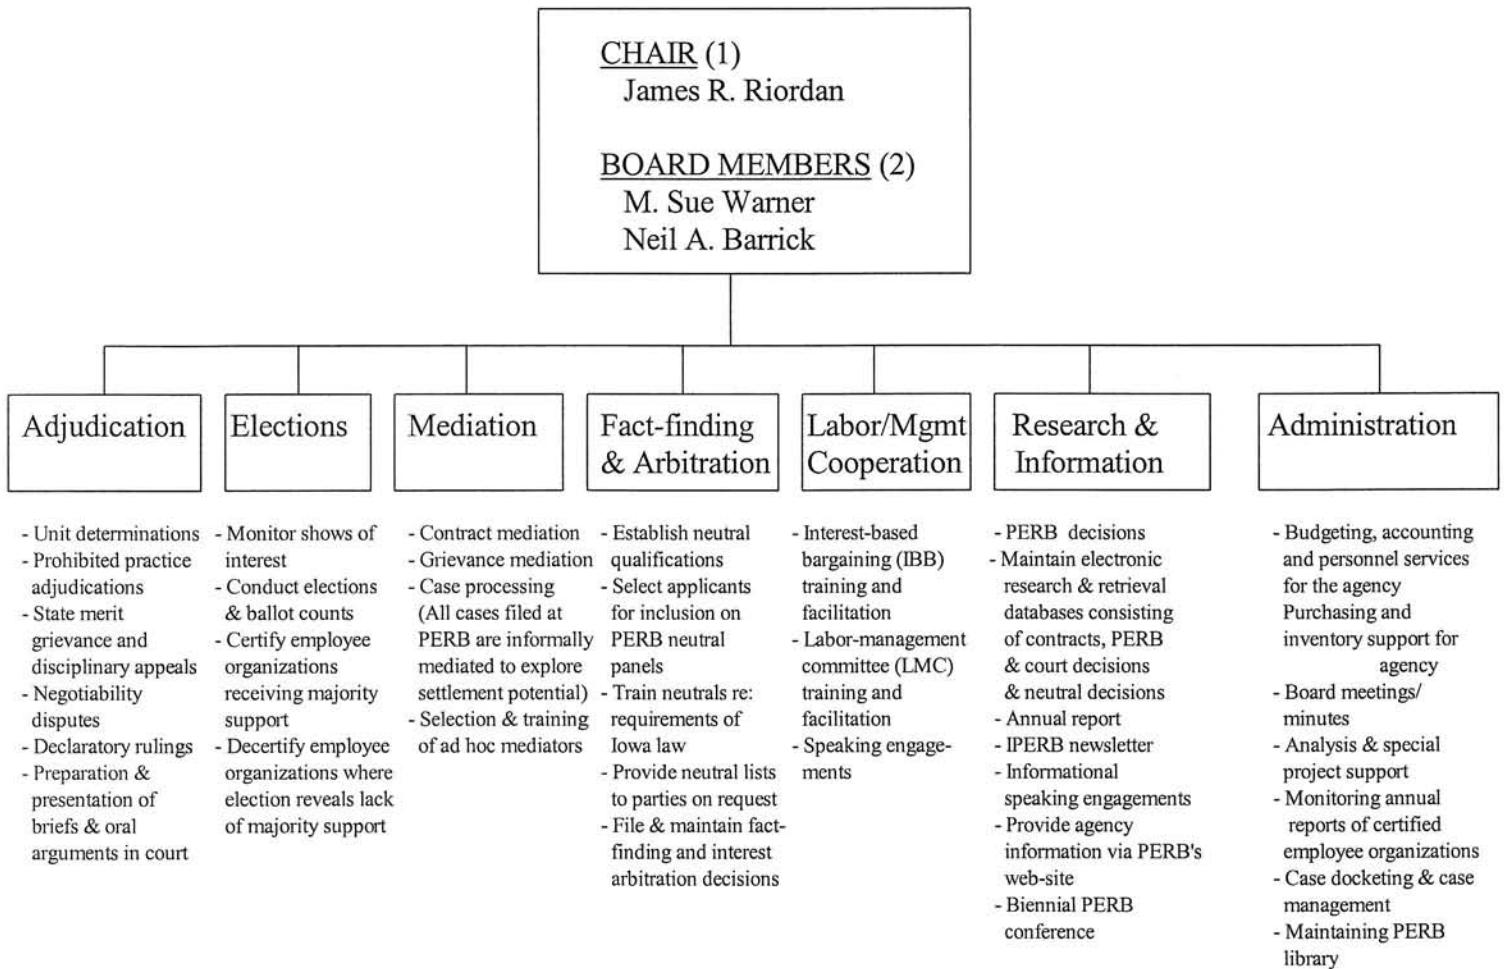 CHAIR (1)
James R. Riordan
BOARD MEMBERS (2)
M. Sue Warner
Neil A. Barrick
Adjudication
- Unit determinations
- Prohibited practice
adjudications
- State merit
grievance and
disciplinary appeals
- Negotiability
disputes
- Declaratory rulings
- Preparation &
presentation of
briefs & oral
arguments in court
Elections
- Monitor shows of
interest
- Conduct elections
& ballot counts
- Certify employee
organizations
receiving majority
support
- Decertify employee
organizations where
election reveals lack
of majority support
Mediation
- Contract mediation
- Grievance mediation
- Case processing
(All cases filed at
PERB are informally
mediated to explore
settlement potential)
- Selection & training
of ad hoc mediators
Fact-finding
& Arbitration
- Establish neutral
qualifications
- Select applicants
for inclusion on
PERB neutral
panels
- Train neutrals re:
requirements of
Iowa law
- Provide neutral lists
to parties on request
- File & maintain fact-
finding and interest
arbitration decisions
Labor/Mgmt
Cooperation
- Interest-based
bargaining (IBB)
training and
facilitation
- Labor-management
committee (LMC)
training and
facilitation
- Speaking engage-
ments
Research &
Information
- PERB decisions
- Maintain electronic
research & retrieval
databases consisting
of contracts, PERB
& court decisions
& neutral decisions
- Annual report
- IPERB newsletter
- Informational
speaking engagements
- Provide agency
information via PERB's
web-site
- Biennial PERB
conference
Administration
- Budgeting, accounting
and personnel services
for the agency
Purchasing and
inventory support for
agency
- Board meetings/
minutes
- Analysis & special
project support
- Monitoring annual
reports of certified
employee organizations
- Case docketing & case
management
- Maintaining PERB
library